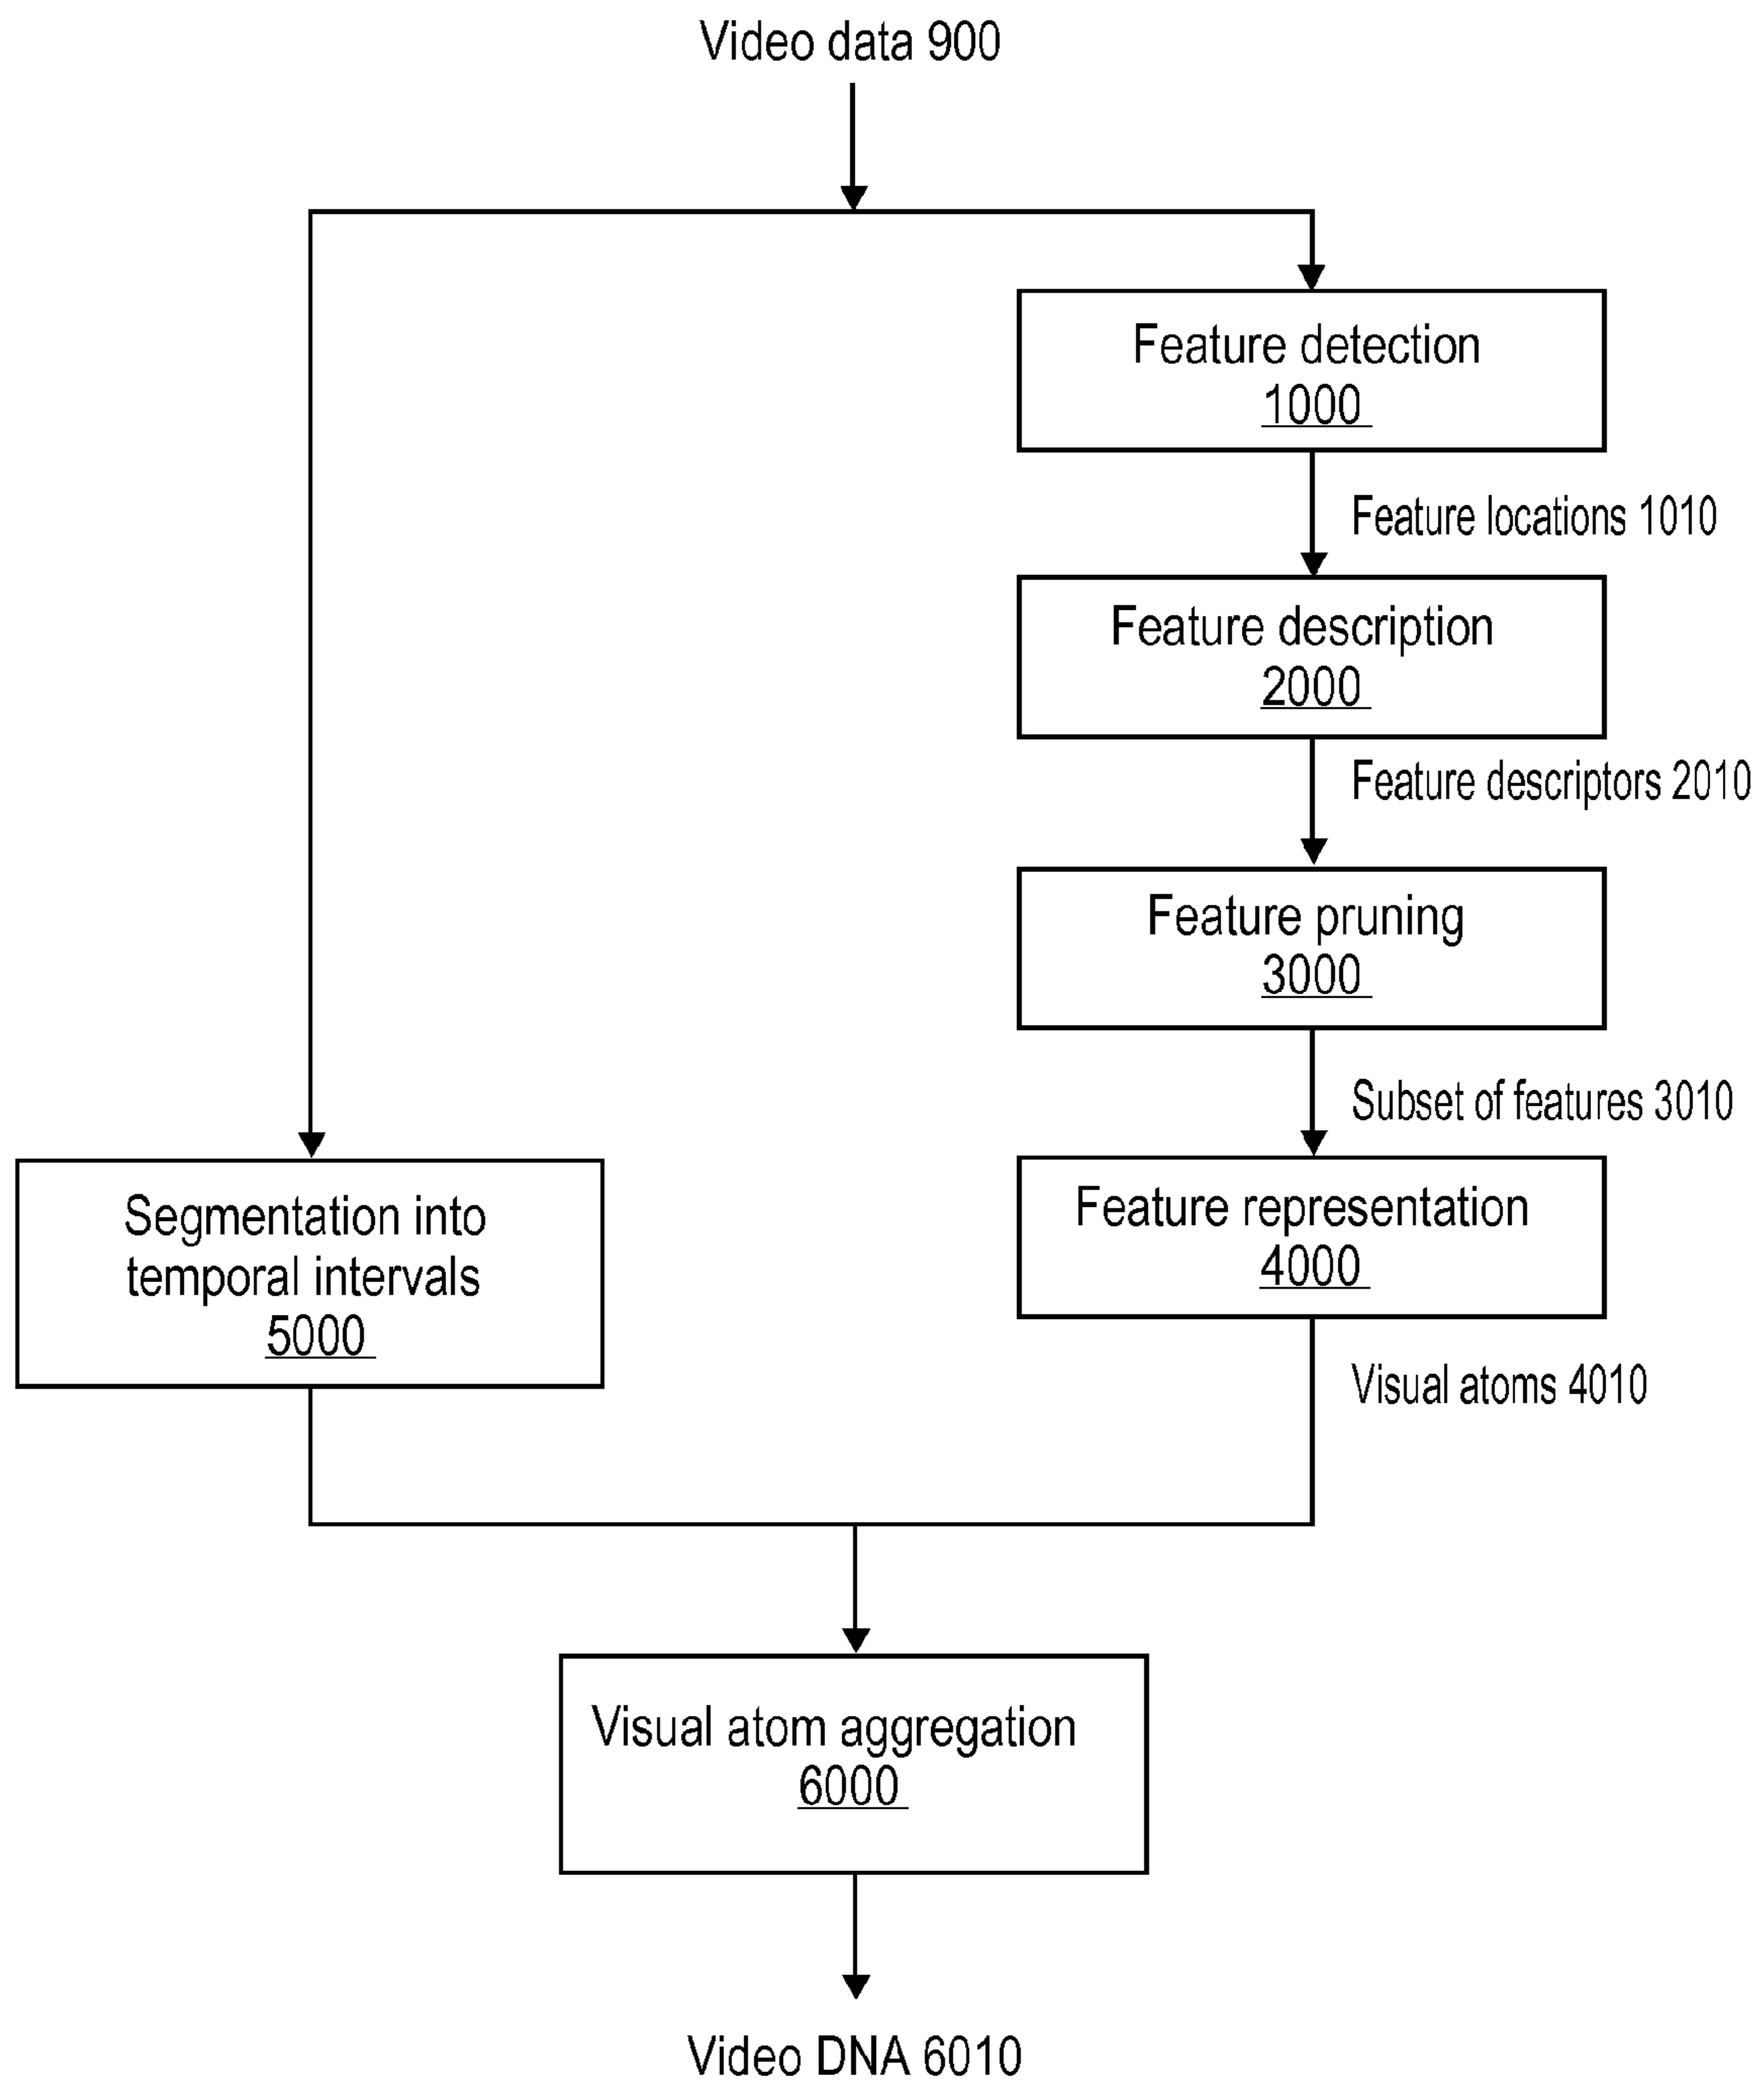 Video data 900
Feature detection
1000
Feature locations 1010
Feature description
2000
Feature descriptors 2010
Feature pruning
3000
Subset of features 3010
Segmentation into
temporal intervals
5000
Feature representation
4000
Visual atoms 4010
Visual atom aggregation
6000
Video DNA 6010